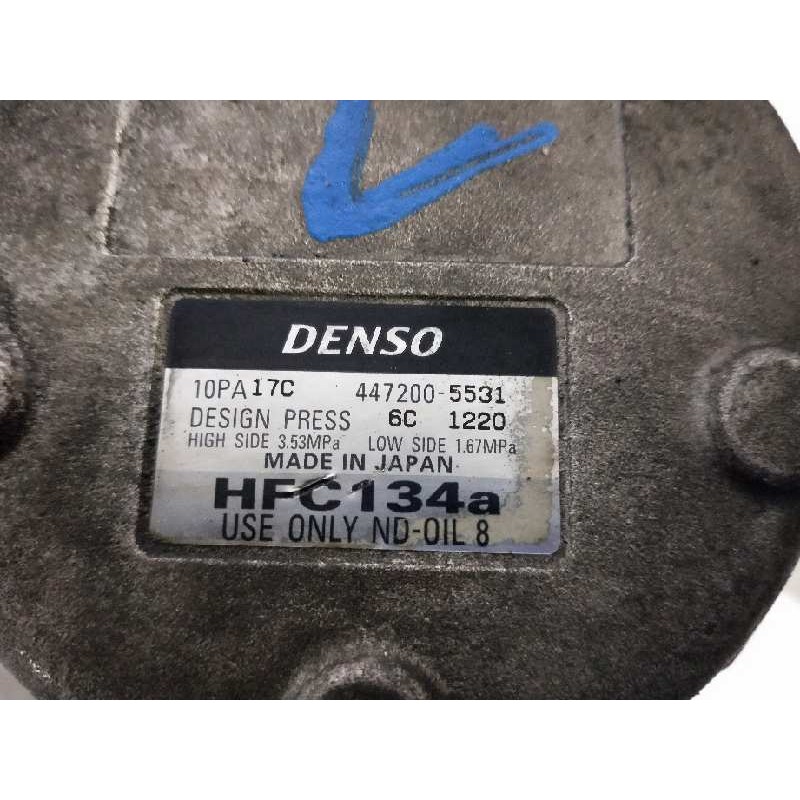 DENSO
10PA17C 447200-5531
DESIGN PRESS 6C 1220
HIGH SIDE 3.53MPa LOW SIDE 1.67MPa
MADE IN JAPAN
HFC134a
USE ONLY ND-OIL 8